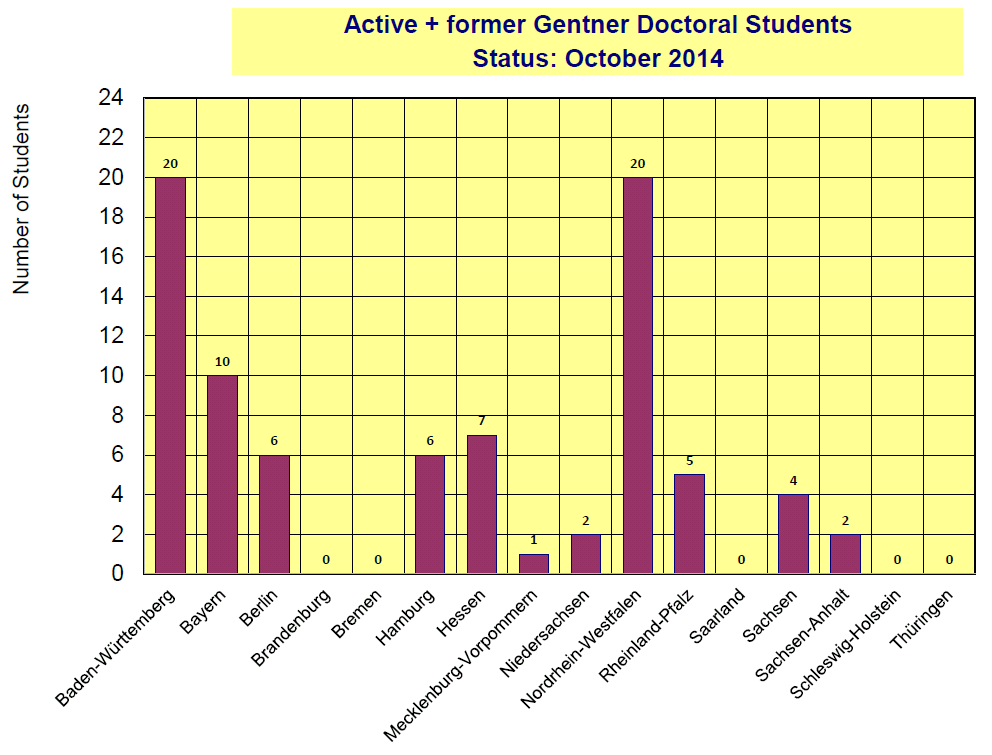 Active + former Gentner Doctoral Students
Status: October 2014
Number of Students
24
22
20
18
16
14
12
10
8
6
4
2
0
20
10
6
0
0
6
7
1
2
20
5
0
4
2
0
0
Baden-Württemberg
Bayern
Berlin
Brandenburg
Bremen
Hamburg
Hessen
Mecklenburg-Vorpommern
Niedersachsen
Nordrhein-Westfalen
Rheinland-Pfalz
Saarland
Sachsen
Sachsen-Anhalt
Schleswig-Holstein
Thüringen